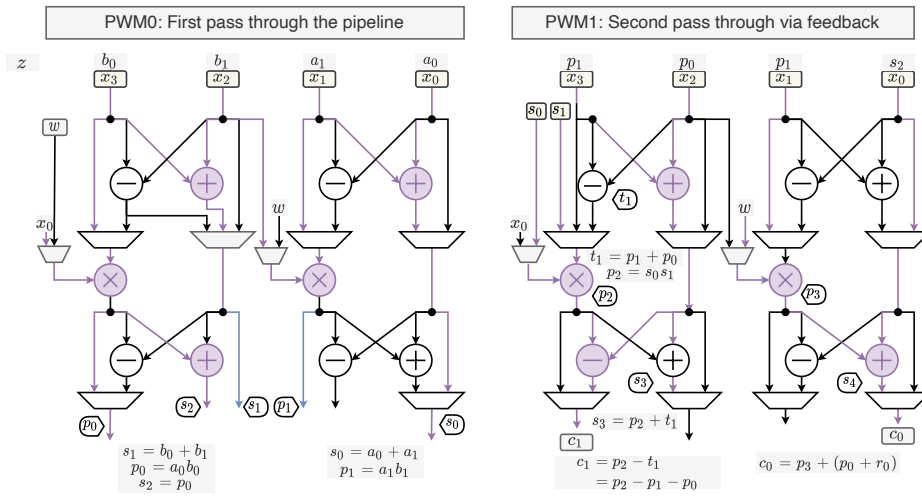 PWM0: First pass through the pipeline
PWM1: Second pass through via feedback
z
b₀ b₁ a₁ a₀
x₃ x₂ x₁ x₀
p₁ p₀ p₁ s₂
x₃ x₂ x₁ x₀
w
s₀ s₁
− + − +
− + − +
t₁
x₀ w
x₀ w
t₁ = p₁ + p₀
p₂ = s₀s₁
× ×
× ×
p₂ p₃
− + − +
− + − +
s₂ s₁ p₁
s₃ s₄
p₀ s₀
s₃ = p₂ + t₁
c₁ c₀
s₁ = b₀ + b₁
p₀ = a₀b₀
s₂ = p₀
s₀ = a₀ + a₁
p₁ = a₁b₁
c₁ = p₂ − t₁
= p₂ − p₁ − p₀
c₀ = p₃ + (p₀ + r₀)